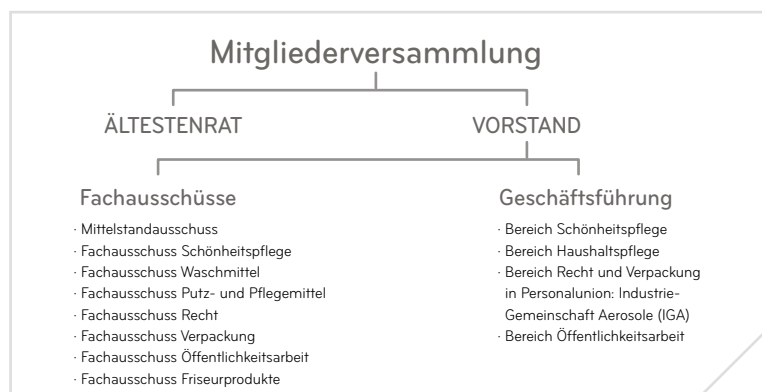 Mitgliederversammlung
ÄLTESTENRAT
VORSTAND
Fachausschüsse
· Mittelstandausschuss
· Fachausschuss Schönheitspflege
· Fachausschuss Waschmittel
· Fachausschuss Putz- und Pflegemittel
· Fachausschuss Recht
· Fachausschuss Verpackung
· Fachausschuss Öffentlichkeitsarbeit
· Fachausschuss Friseurprodukte
Geschäftsführung
· Bereich Schönheitspflege
· Bereich Haushaltspflege
· Bereich Recht und Verpackung
in Personalunion: Industrie-
Gemeinschaft Aerosole (IGA)
· Bereich Öffentlichkeitsarbeit